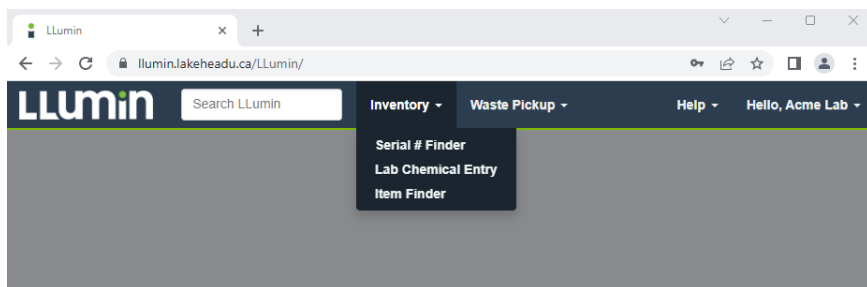 LLumin
llumin.lakeheadu.ca/LLumin/
LLumin Search LLumin Inventory Waste Pickup Help Hello, Acme Lab
Serial # Finder
Lab Chemical Entry
Item Finder